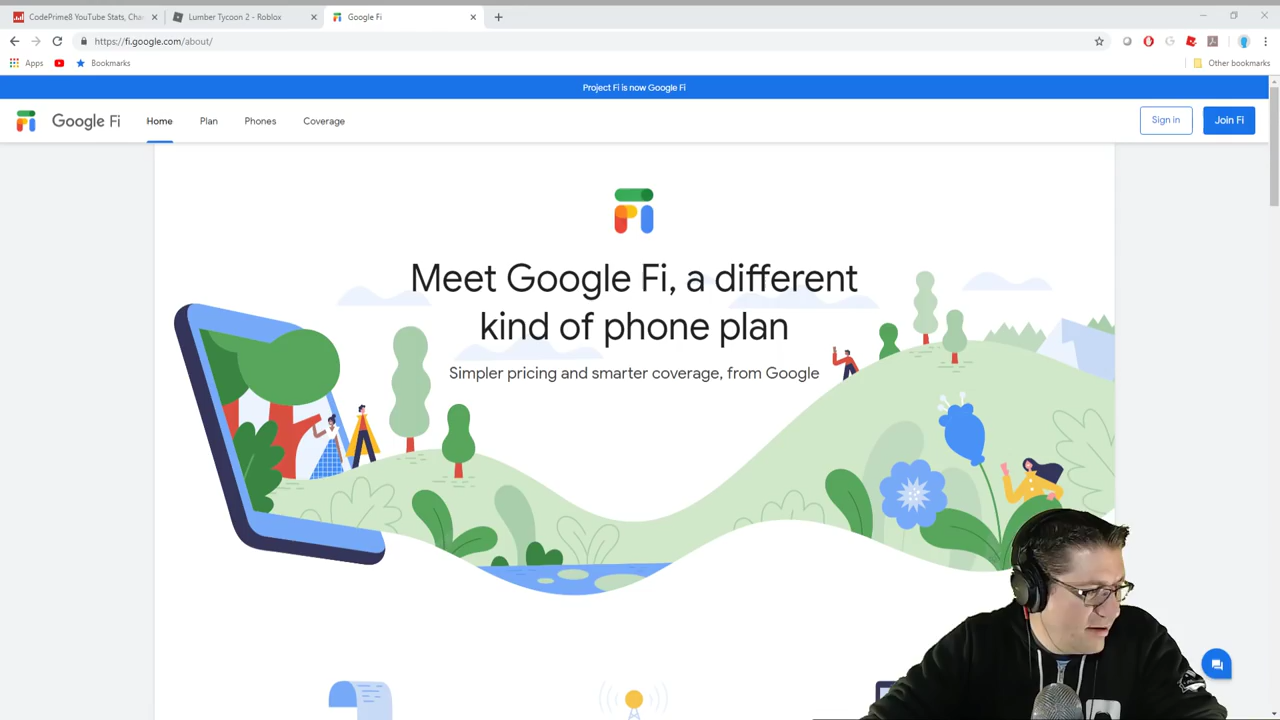 CodePrime8 YouTube Stats, Cha
Lumber Tycoon 2 - Roblox
Google Fi
https://fi.google.com/about/
Apps
Bookmarks
Other bookmarks
Project Fi is now Google Fi
Google Fi
Home
Plan
Phones
Coverage
Sign in
Join Fi
Meet Google Fi, a different
kind of phone plan
Simpler pricing and smarter coverage, from Google